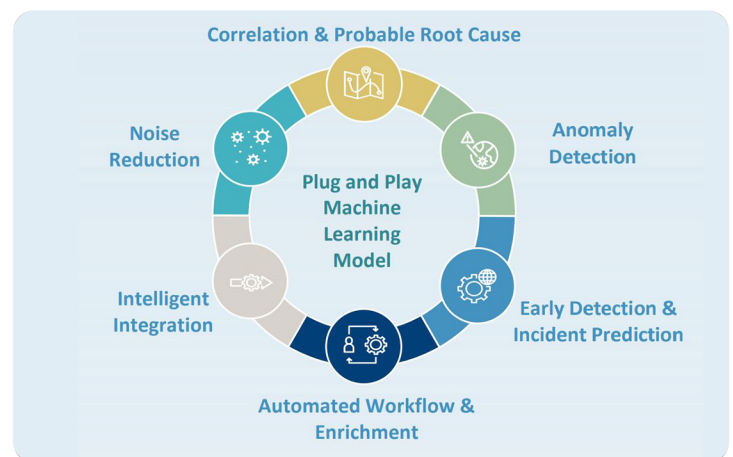 Correlation & Probable Root Cause
Noise
Reduction
Anomaly
Detection
Plug and Play
Machine
Learning
Model
Intelligent
Integration
Early Detection &
Incident Prediction
Automated Workflow &
Enrichment